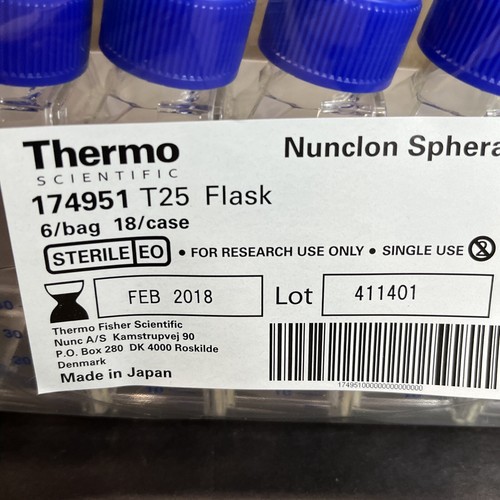 Thermo
SCIENTIFIC
Nunclon Sphera
174951 T25 Flask
6/bag 18/case
STERILE EO • FOR RESEARCH USE ONLY • SINGLE USE 2
FEB 2018 Lot 411401
Thermo Fisher Scientific
Nunc A/S Kamstrupvej 90
P.O. Box 280 DK 4000 Roskilde
Denmark
Made in Japan